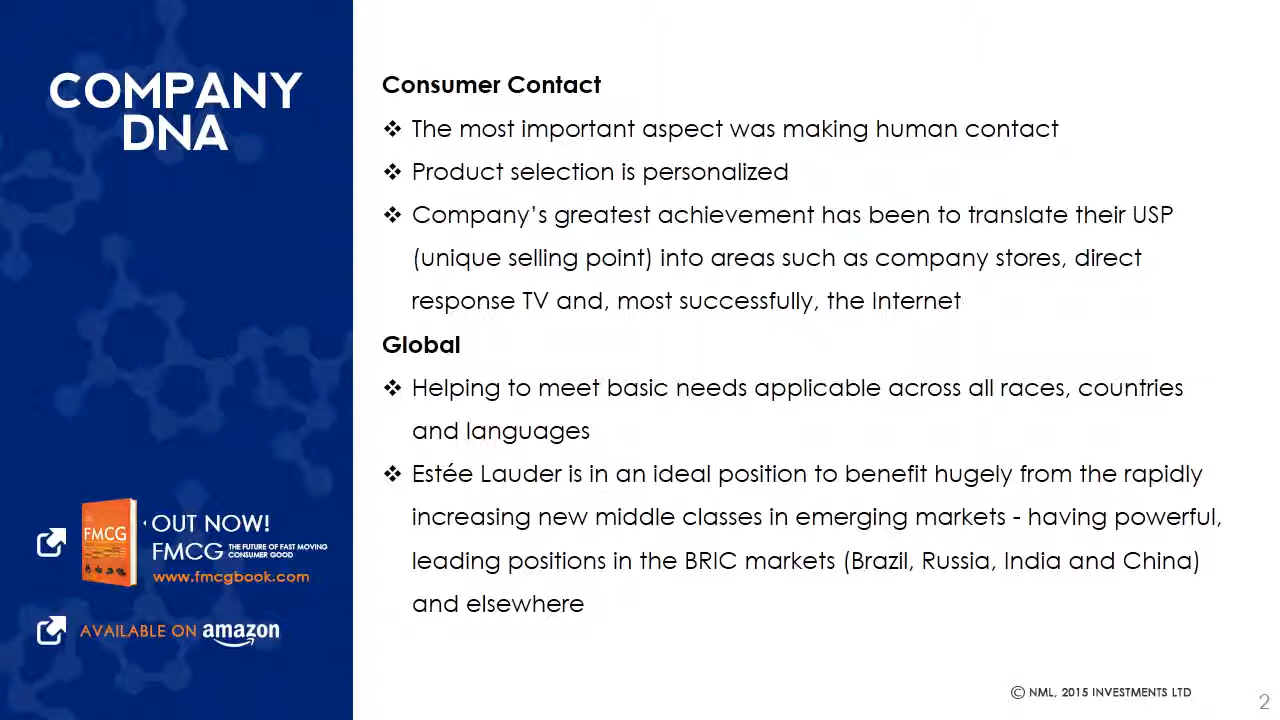 COMPANY
DNA
Consumer Contact
❖ The most important aspect was making human contact
❖ Product selection is personalized
❖ Company’s greatest achievement has been to translate their USP
(unique selling point) into areas such as company stores, direct
response TV and, most successfully, the Internet
Global
❖ Helping to meet basic needs applicable across all races, countries
and languages
❖ Estée Lauder is in an ideal position to benefit hugely from the rapidly
increasing new middle classes in emerging markets - having powerful,
leading positions in the BRIC markets (Brazil, Russia, India and China)
and elsewhere
FMCG
OUT NOW!
FMCG THE FUTURE OF FAST MOVING
CONSUMER GOOD
www.fmcgbook.com
AVAILABLE ON amazon
© NML, 2015 INVESTMENTS LTD
2